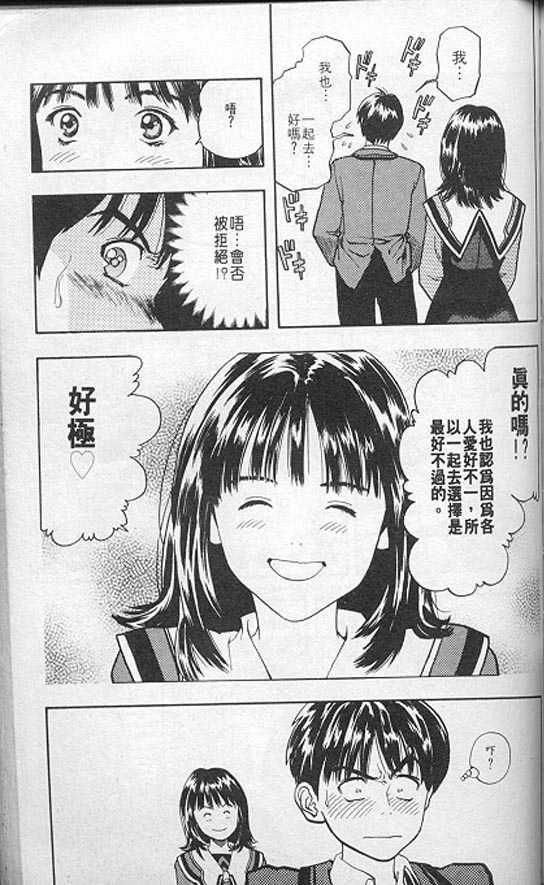 我…
ドキ
ドキ
ドキ
ドキ
我也…
一起去…
好嗎?
ドキ
ドキ
唔?
唔…會否
被拒絕!?
眞的嗎!?
我也認爲因爲各
人愛好不一，所
以一起去選擇是
最好不過的。
好極♡
吓?